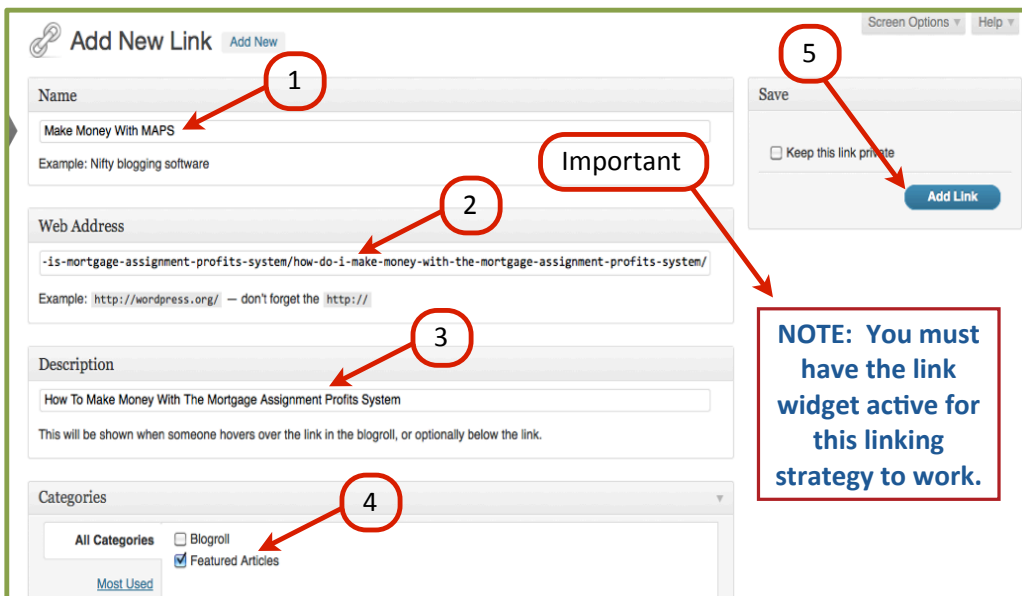 Screen Options Help
Add New Link Add New
5
1
Name
Save
Make Money With MAPS
Keep this link private
Example: Nifty blogging software
Important
Add Link
2
Web Address
-is-mortgage-assignment-profits-system/how-do-i-make-money-with-the-mortgage-assignment-profits-system/
Example: http://wordpress.org/ — don't forget the http://
3
Description
How To Make Money With The Mortgage Assignment Profits System
This will be shown when someone hovers over the link in the blogroll, or optionally below the link.
NOTE: You must
have the link
widget active for
this linking
strategy to work.
Categories
4
All Categories
Blogroll
Featured Articles
Most Used